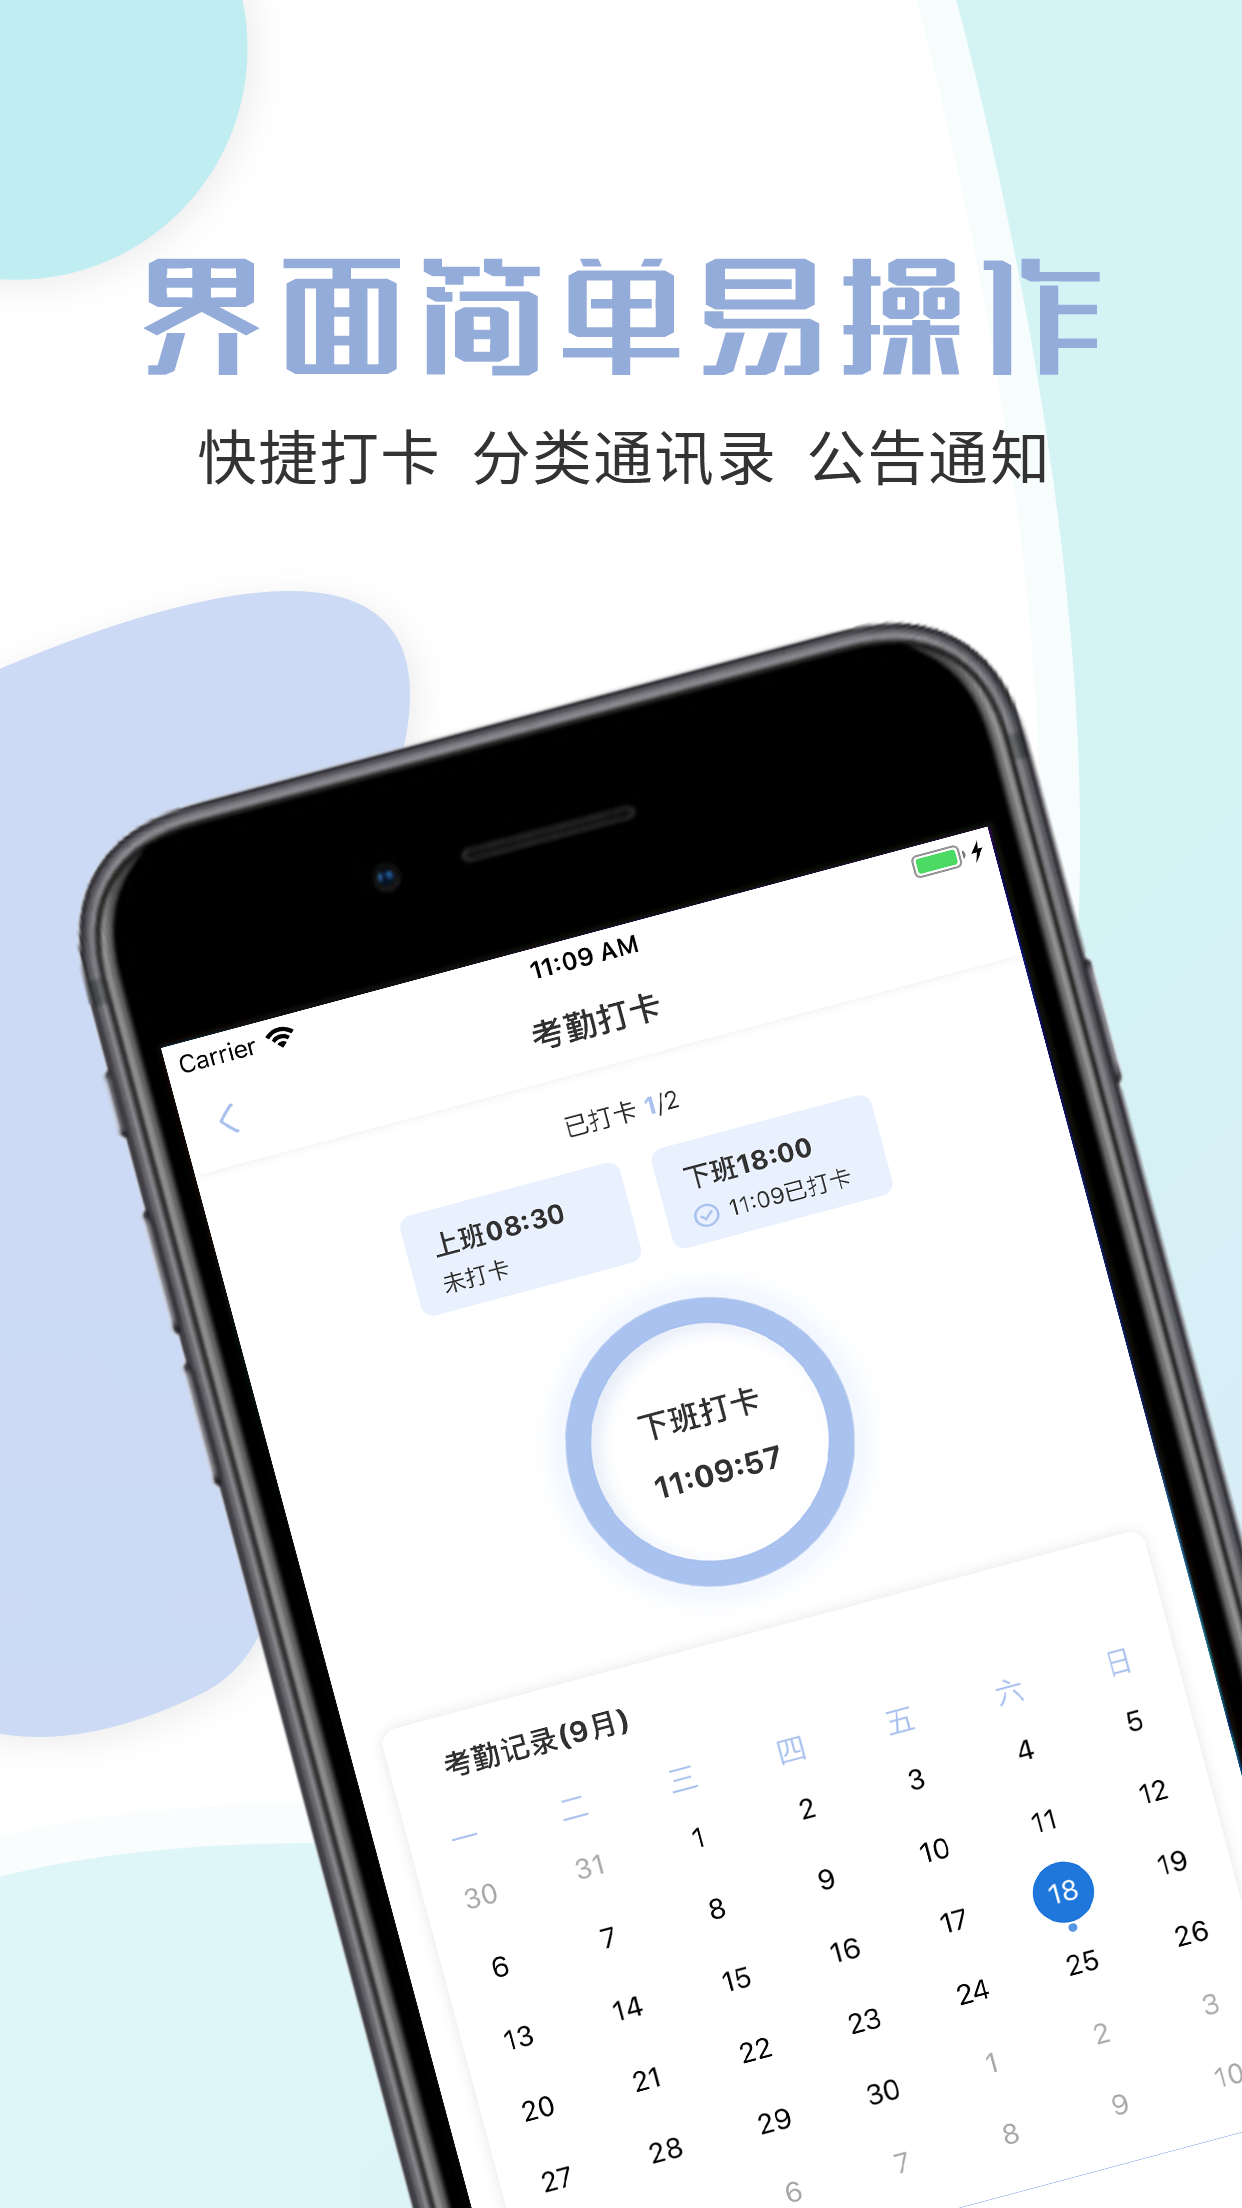 界面简单易操作
快捷打卡 分类通讯录 公告通知
Carrier 11:09 AM
考勤打卡
已打卡 1/2
上班08:30
未打卡
下班18:00
11:09已打卡
下班打卡
11:09:57
考勤记录(9月)
一 二 三 四 五 六 日
30 31 1 2 3 4 5
6 7 8 9 10 11 12
13 14 15 16 17 18 19
20 21 22 23 24 25 26
27 28 29 30 1 2 3
6 7 8 9 10